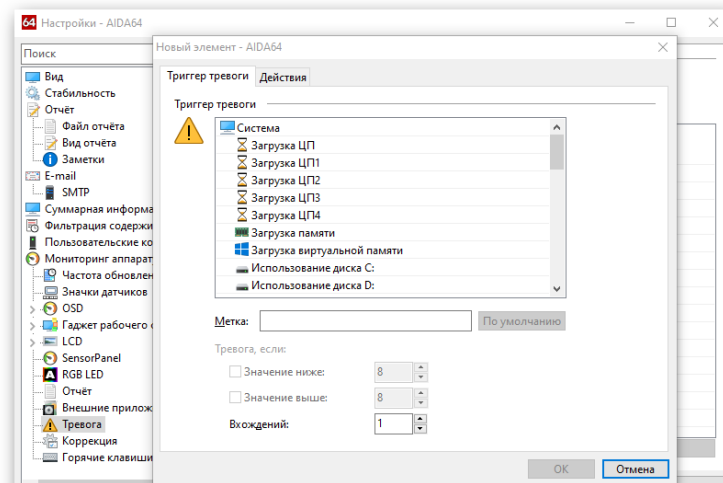 64 Настройки - AIDA64
Поиск
Вид
Стабильность
Отчёт
Файл отчёта
Вид отчёта
Заметки
E-mail
SMTP
Суммарная информа
Фильтрация содержи
Пользовательские ко
Мониторинг аппарат
Частота обновлен
Значки датчиков
OSD
Гаджет рабочего с
LCD
SensorPanel
RGB LED
Отчёт
Внешние прилож
Тревога
Коррекция
Горячие клавиши
Новый элемент - AIDA64
Триггер тревоги Действия
Триггер тревоги
Система
Загрузка ЦП
Загрузка ЦП1
Загрузка ЦП2
Загрузка ЦП3
Загрузка ЦП4
Загрузка памяти
Загрузка виртуальной памяти
Использование диска C:
Использование диска D:
Метка: По умолчанию
Тревога, если:
Значение ниже: 8
Значение выше: 8
Вхождений: 1
ОК Отмена